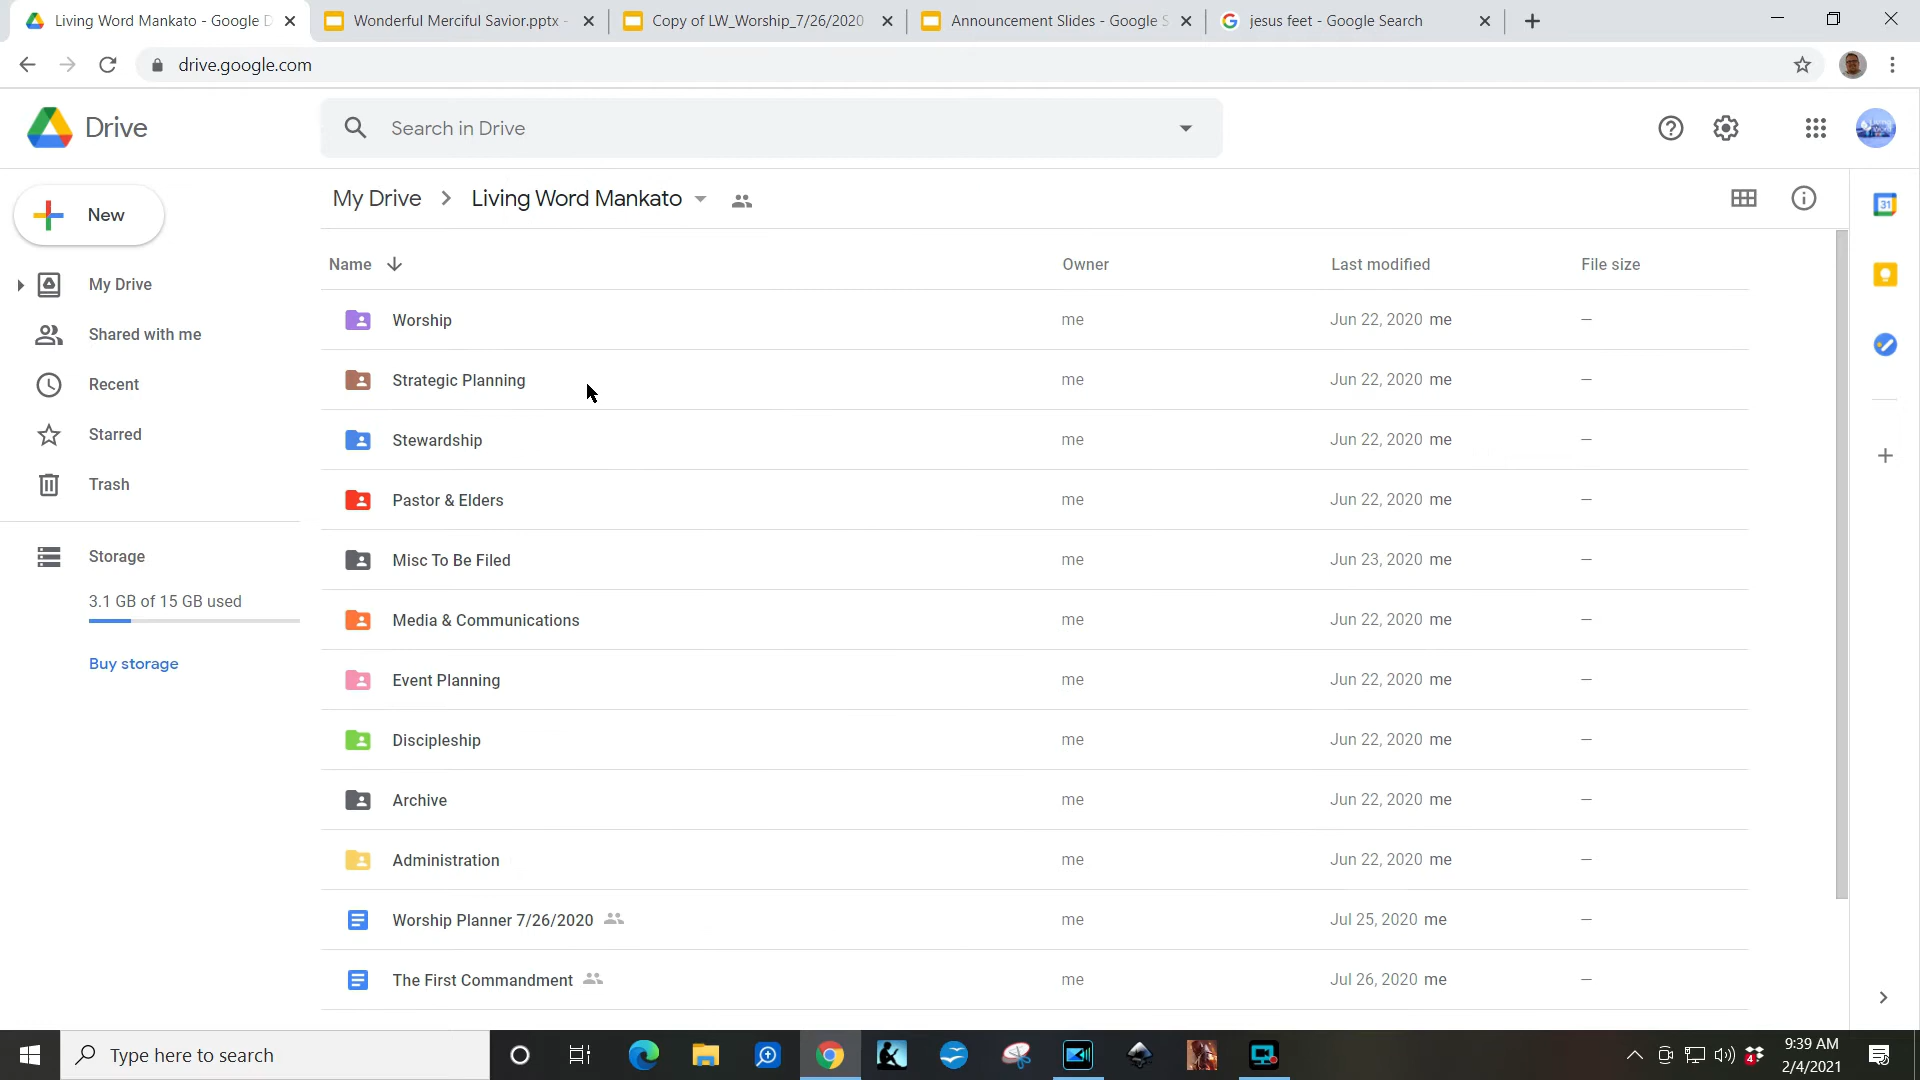 Living Word Mankato - Google D
Wonderful Merciful Savior.pptx -
Copy of LW_Worship_7/26/2020
Announcement Slides - Google S
jesus feet - Google Search
drive.google.com
Drive
Search in Drive
New
My Drive
Shared with me
Recent
Starred
Trash
Storage
3.1 GB of 15 GB used
Buy storage
My Drive > Living Word Mankato
Name Owner Last modified File size
Worship me Jun 22, 2020 me —
Strategic Planning me Jun 22, 2020 me —
Stewardship me Jun 22, 2020 me —
Pastor & Elders me Jun 22, 2020 me —
Misc To Be Filed me Jun 23, 2020 me —
Media & Communications me Jun 22, 2020 me —
Event Planning me Jun 22, 2020 me —
Discipleship me Jun 22, 2020 me —
Archive me Jun 22, 2020 me —
Administration me Jun 22, 2020 me —
Worship Planner 7/26/2020 me Jul 25, 2020 me —
The First Commandment me Jul 26, 2020 me —
31
Type here to search
4
9:39 AM
2/4/2021